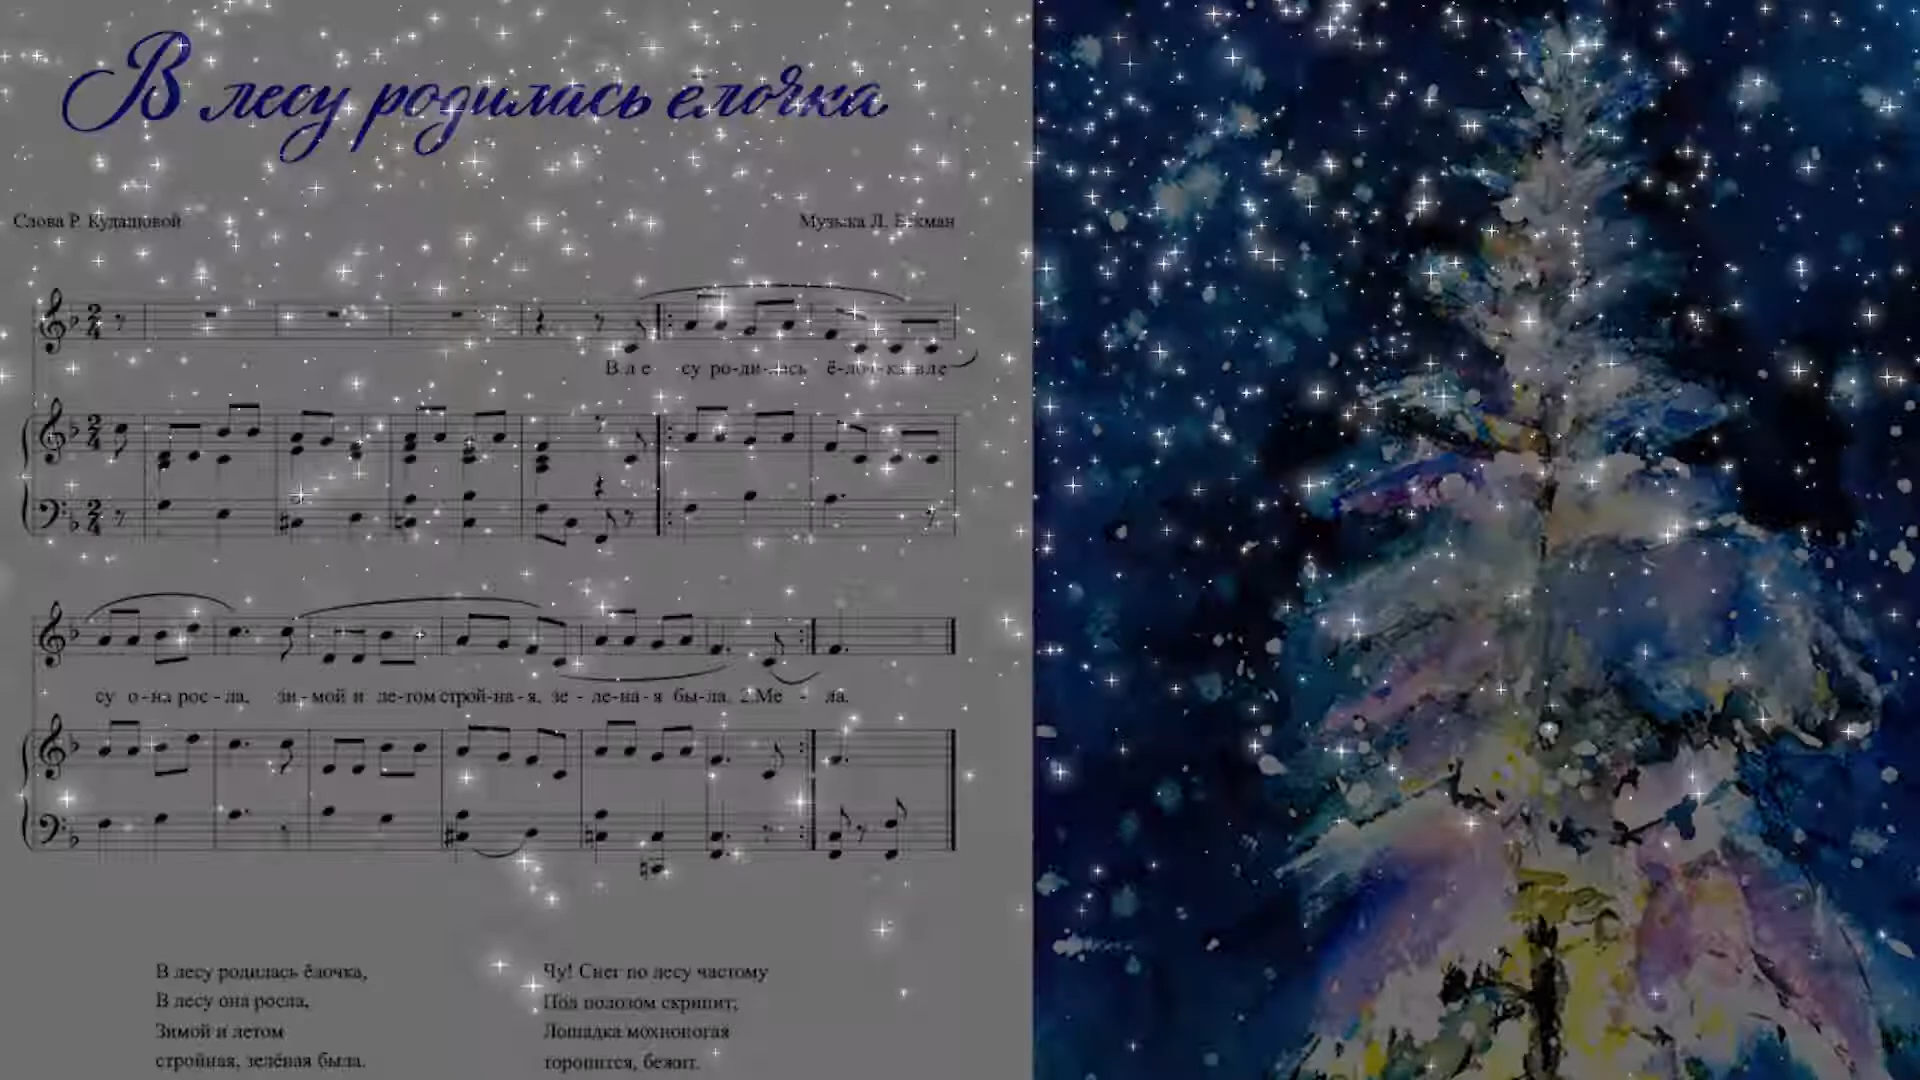 В лесу родилась ёлочка
Слова Р. Кудашовой
Музыка Л. Бекман
В ле су ро-ди-лась ё-лоч-ка, в ле
су о-на рос-ла, зи-мой и ле-том строй-на-я, зе-ле-на-я бы-ла. 2.Ме - ла.
В лесу родилась ёлочка,
В лесу она росла,
Зимой и летом
стройная, зелёная была.
Чу! Снег по лесу частому
Под полозом скрипит;
Лошадка мохноногая
торопится, бежит.